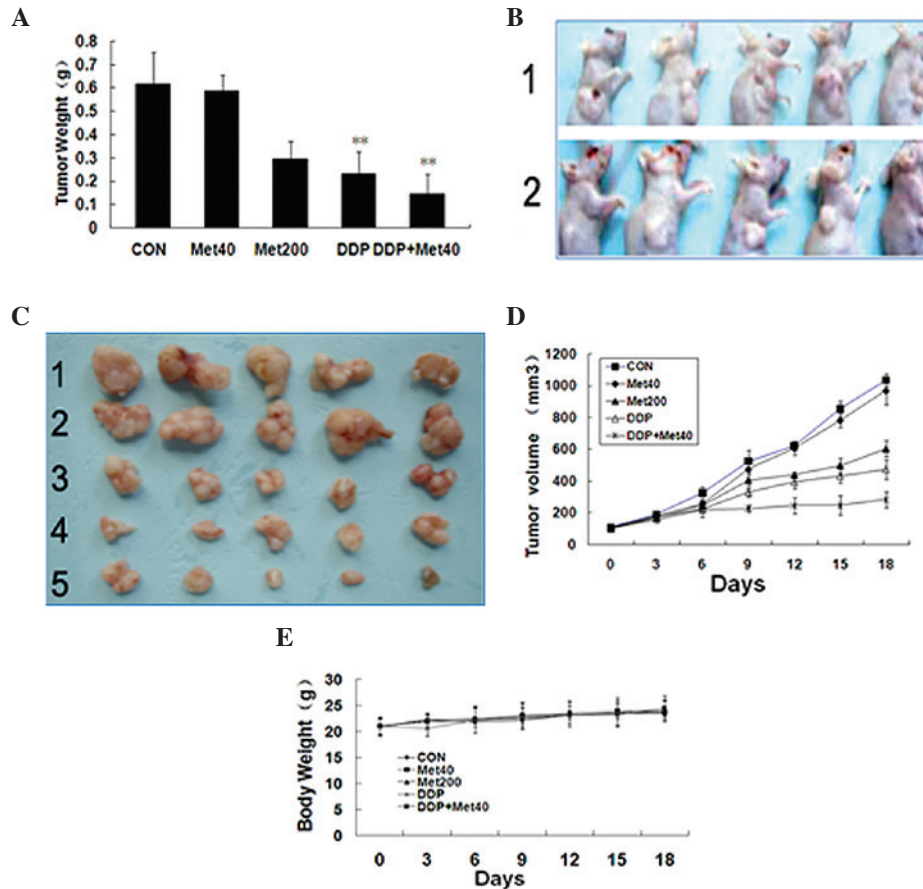 A
Tumor Weight (g)
0.8
0.7
0.6
0.5
0.4
0.3
0.2
0.1
0
**
**
CON Met40 Met200 DDP DDP+Met40
B
1
2
C
1
2
3
4
5
D
Tumor volume (mm3)
1200
1000
800
600
400
200
0
CON
Met40
Met200
DDP
DDP+Met40
0 3 6 9 12 15 18
Days
E
Body Weight (g)
30
25
20
15
10
5
0
CON
Met40
Met200
DDP
DDP+Met40
0 3 6 9 12 15 18
Days